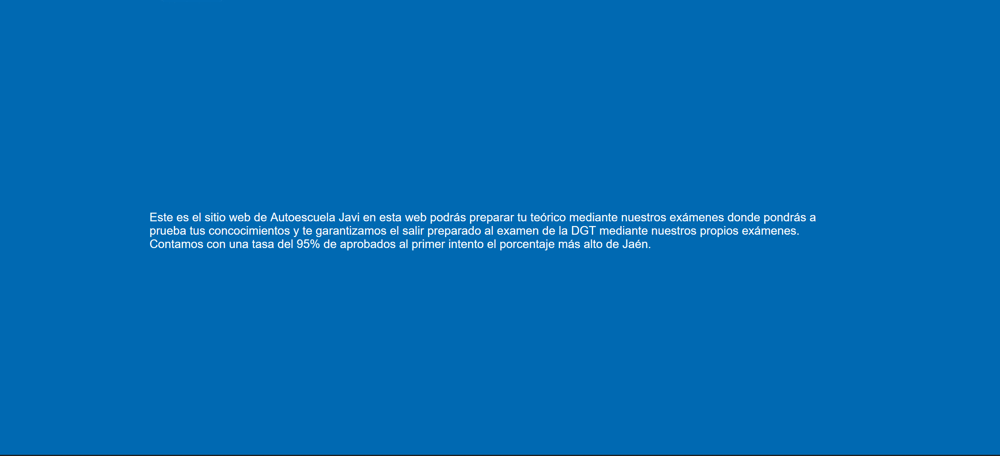 Este es el sitio web de Autoescuela Javi en esta web podrás preparar tu teórico mediante nuestros exámenes donde pondrás a
prueba tus concocimientos y te garantizamos el salir preparado al examen de la DGT mediante nuestros propios exámenes.
Contamos con una tasa del 95% de aprobados al primer intento el porcentaje más alto de Jaén.